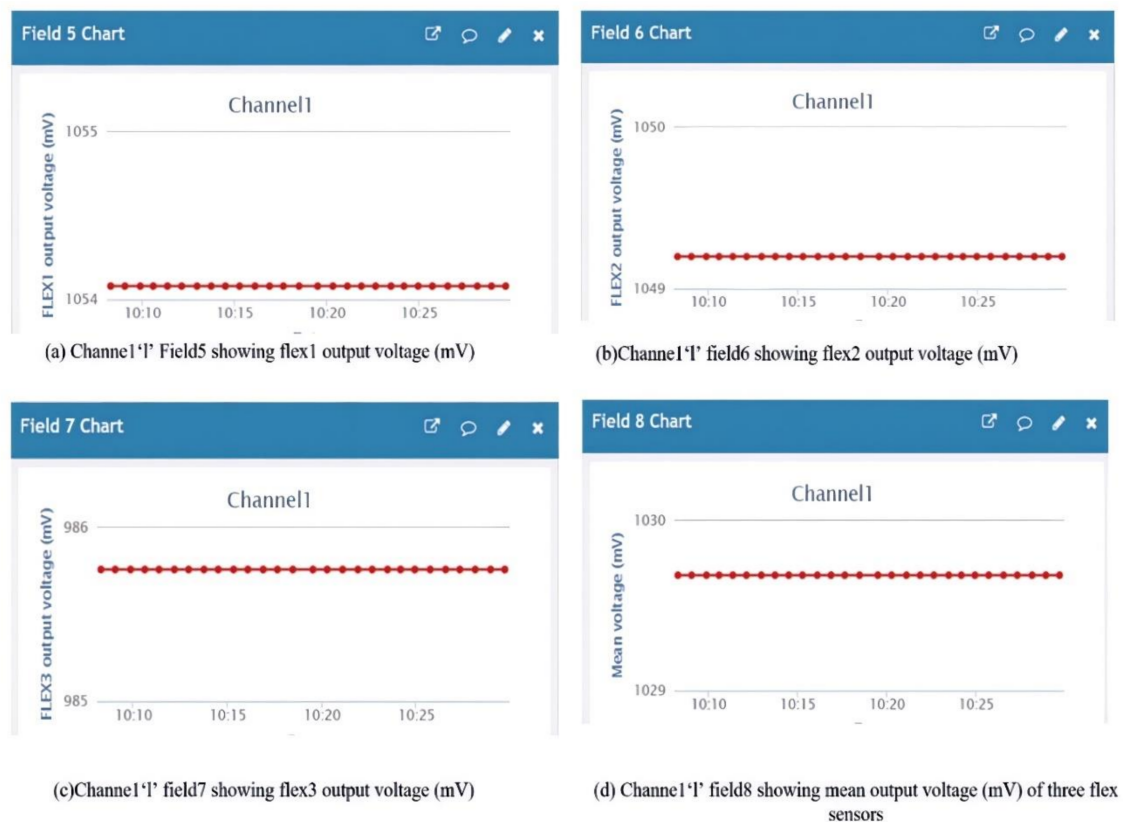 Field 5 Chart
Channel1
FLEX1 output voltage (mV)
1055
1054
10:10 10:15 10:20 10:25
(a) Channe1‘l’ Field5 showing flex1 output voltage (mV)
Field 6 Chart
Channel1
FLEX2 output voltage (mV)
1050
1049
10:10 10:15 10:20 10:25
(b)Channe1‘l’ field6 showing flex2 output voltage (mV)
Field 7 Chart
Channel1
FLEX3 output voltage (mV)
986
985
10:10 10:15 10:20 10:25
(c)Channe1‘l’ field7 showing flex3 output voltage (mV)
Field 8 Chart
Channel1
Mean voltage (mV)
1030
1029
10:10 10:15 10:20 10:25
(d) Channe1‘l’ field8 showing mean output voltage (mV) of three flex
sensors